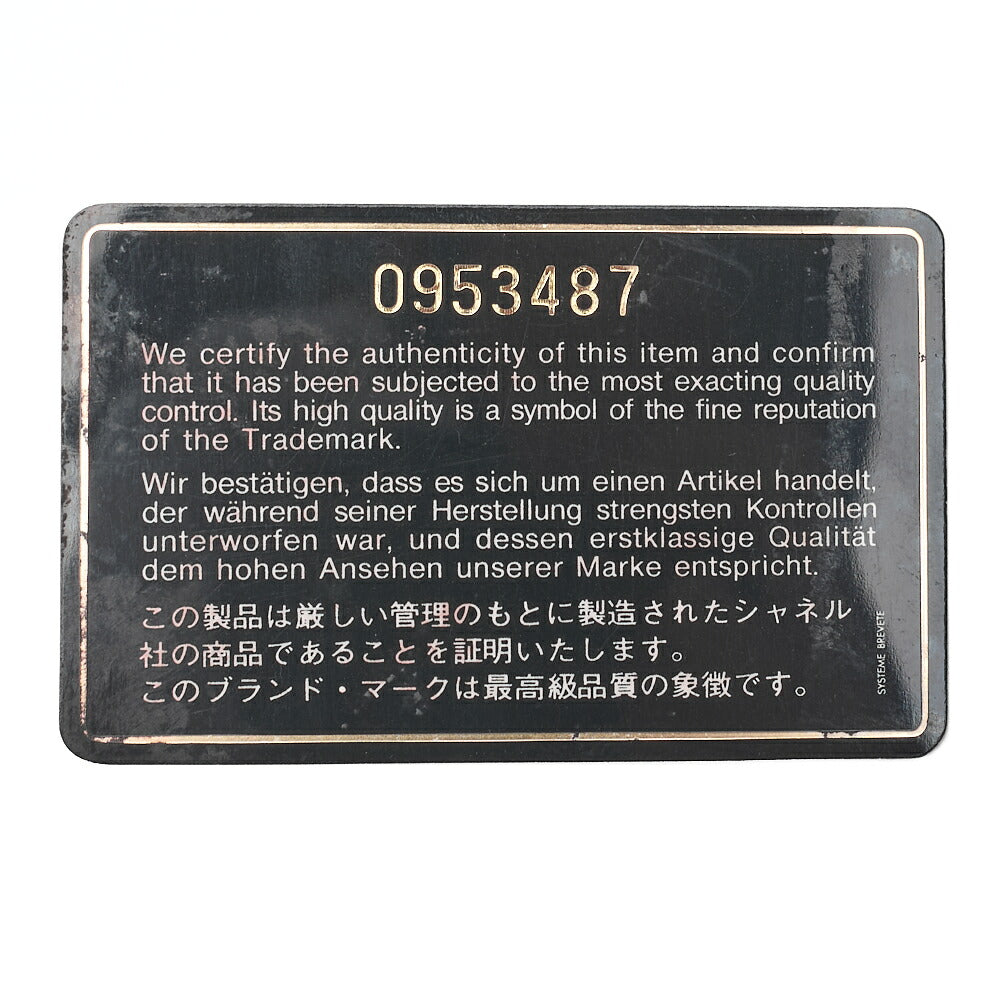 0953487
We certify the authenticity of this item and confirm
that it has been subjected to the most exacting quality
control. Its high quality is a symbol of the fine reputation
of the Trademark.
Wir bestätigen, dass es sich um einen Artikel handelt,
der während seiner Herstellung strengsten Kontrollen
unterworfen war, und dessen erstklassige Qualität
dem hohen Ansehen unserer Marke entspricht.
この製品は厳しい管理のもとに製造されたシャネル
社の商品であることを証明いたします。
このブランド・マークは最高級品質の象徴です。
SYSTEME BREVETE